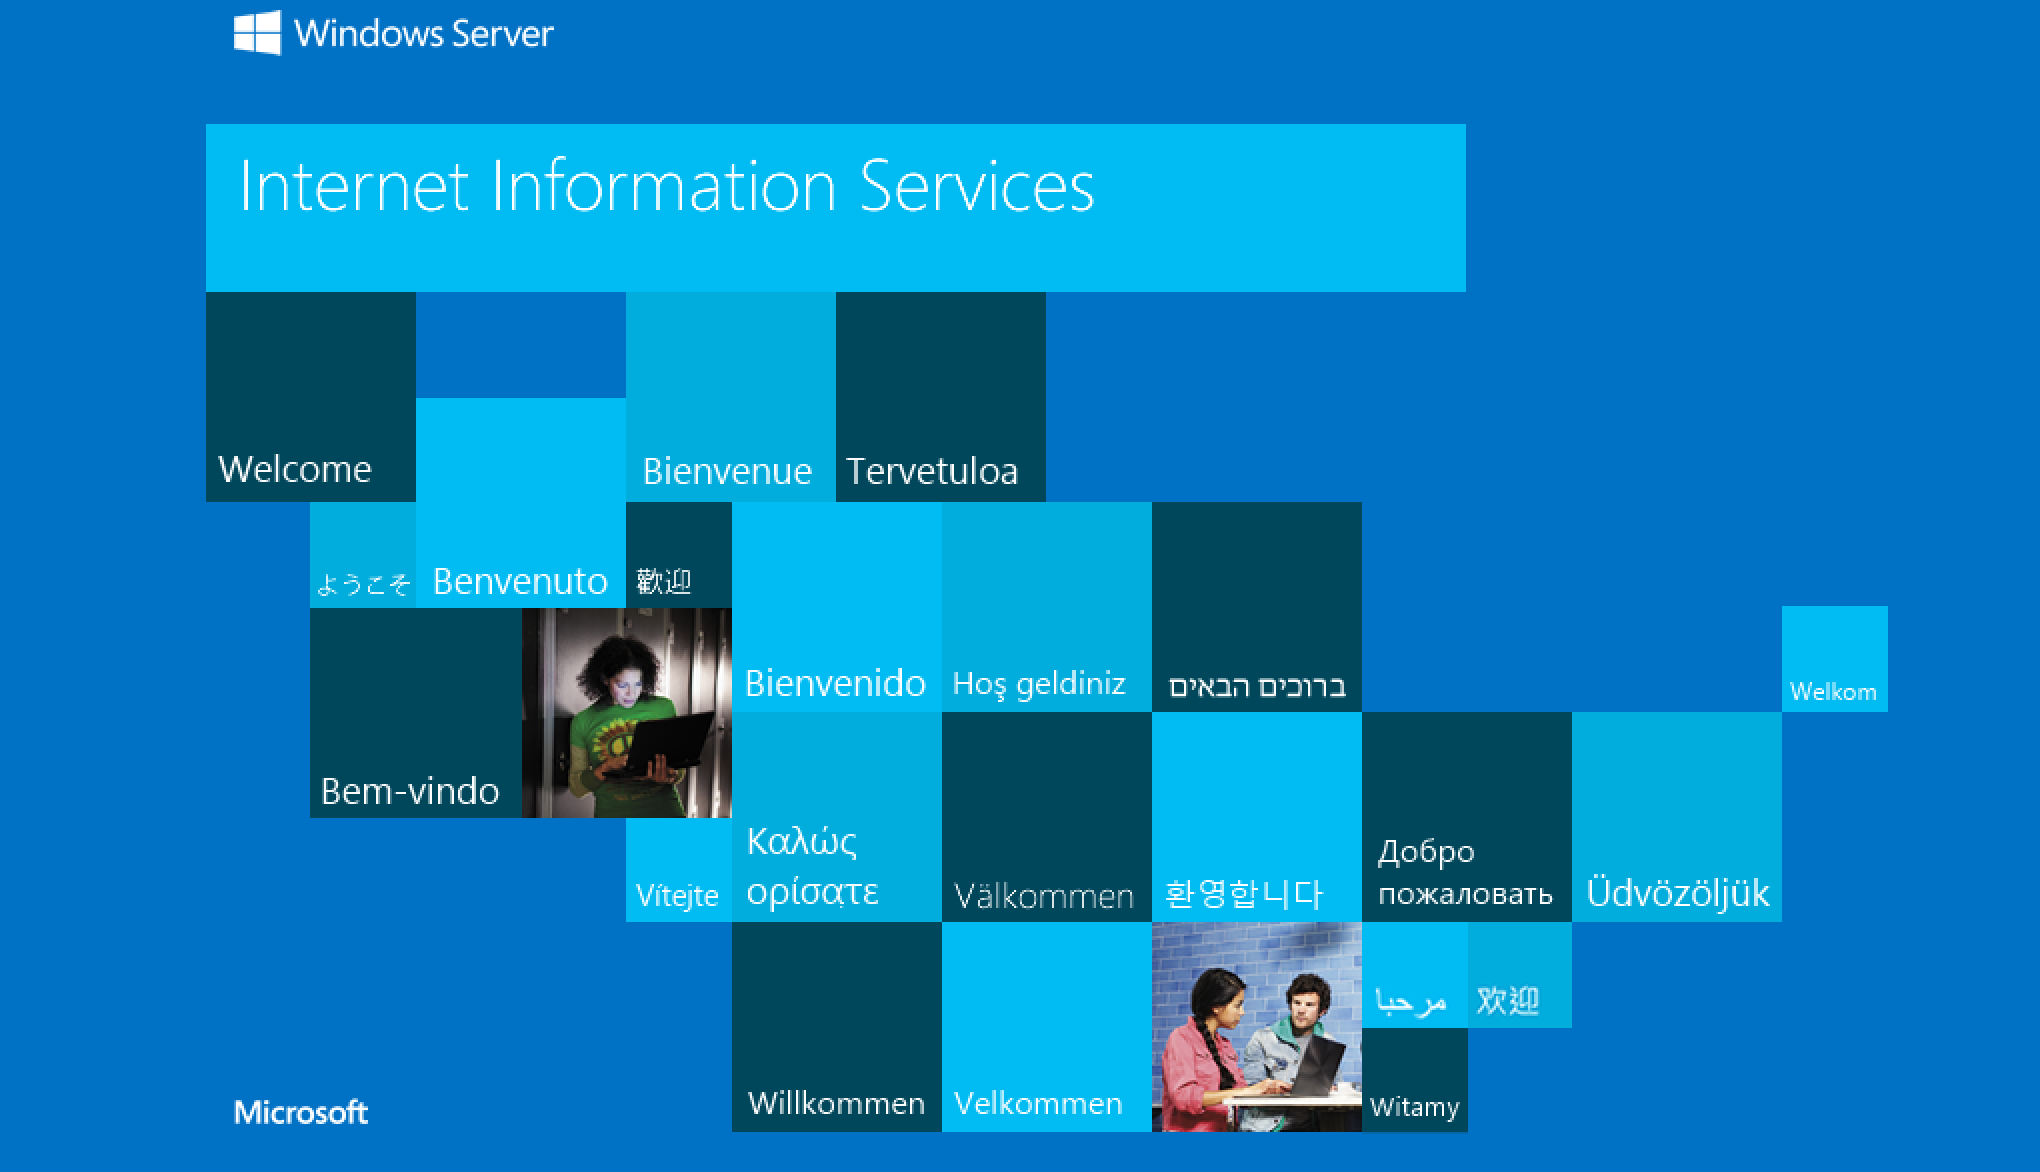 Windows Server
Internet Information Services
Welcome
Bienvenue
Tervetuloa
ようこそ
Benvenuto
歡迎
Bienvenido
Hoş geldiniz
ברוכים הבאים
Welkom
Bem-vindo
Vítejte
Καλώς
ορίσατε
Välkommen
환영합니다
Добро
пожаловать
Üdvözöljük
مرحبا
欢迎
Willkommen
Velkommen
Witamy
Microsoft